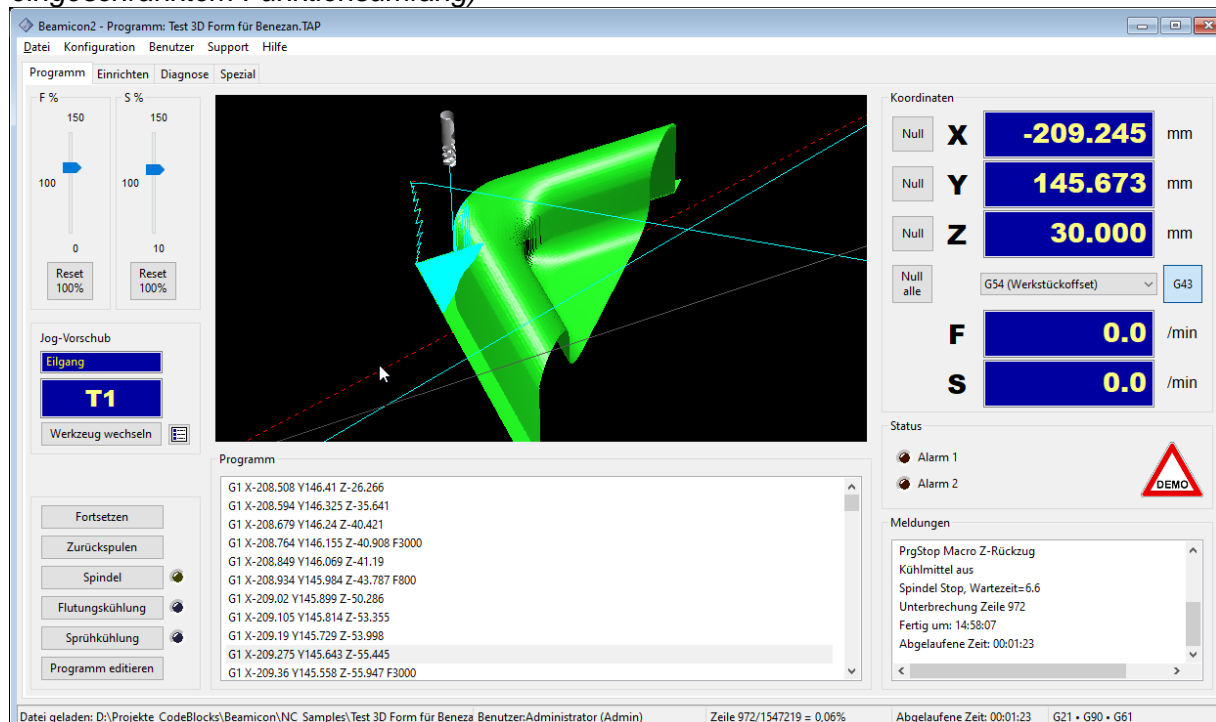 eingeschränktem Funktionsumfang)
Beamicon2 - Programm: Test 3D Form für Benezan.TAP
Datei Konfiguration Benutzer Support Hilfe
Programm Einrichten Diagnose Spezial
F % S %
150 150
100 100
0 10
Reset 100% Reset 100%
Jog-Vorschub
Eilgang
T1
Werkzeug wechseln
Fortsetzen
Zurückspulen
Spindel
Flutungskühlung
Sprühkühlung
Programm editieren
Programm
G1 X-208.508 Y146.41 Z-26.266
G1 X-208.594 Y146.325 Z-35.641
G1 X-208.679 Y146.24 Z-40.421
G1 X-208.764 Y146.155 Z-40.908 F3000
G1 X-208.849 Y146.069 Z-41.19
G1 X-208.934 Y145.984 Z-43.787 F800
G1 X-209.02 Y145.899 Z-50.286
G1 X-209.105 Y145.814 Z-53.355
G1 X-209.19 Y145.729 Z-53.998
G1 X-209.275 Y145.643 Z-55.445
G1 X-209.36 Y145.558 Z-55.947 F3000
Koordinaten
Null X -209.245 mm
Null Y 145.673 mm
Null Z 30.000 mm
Null alle G54 (Werkstückoffset) G43
F 0.0 /min
S 0.0 /min
Status
Alarm 1
Alarm 2
DEMO
Meldungen
PrgStop Macro Z-Rückzug
Kühlmittel aus
Spindel Stop, Wartezeit=6.6
Unterbrechung Zeile 972
Fertig um: 14:58:07
Abgelaufene Zeit: 00:01:23
Datei geladen: D:\Projekte_CodeBlocks\Beamicon\NC_Samples\Test 3D Form für Beneza Benutzer:Administrator (Admin) Zeile 972/1547219 = 0,06% Abgelaufene Zeit: 00:01:23 G21 • G90 • G61